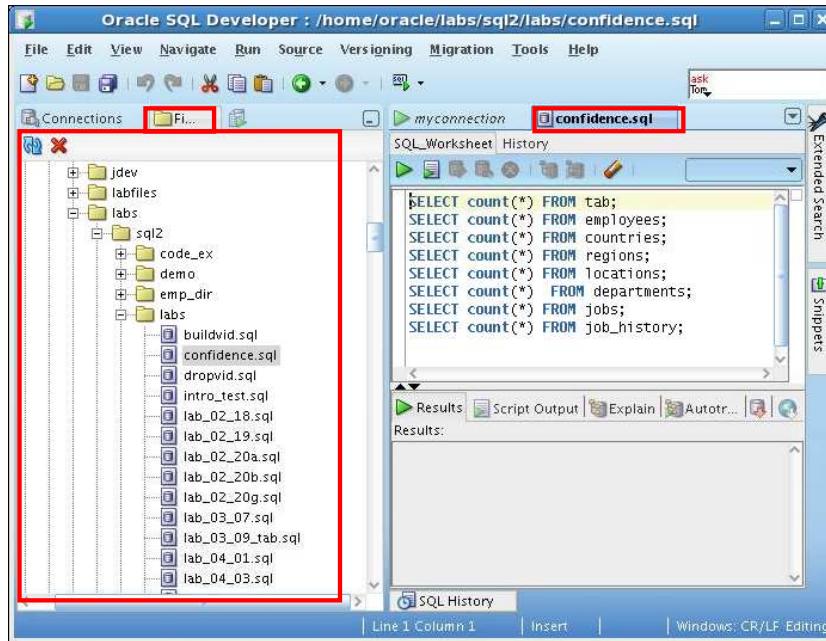 Oracle SQL Developer : /home/oracle/labs/sql2/labs/confidence.sql
File Edit View Navigate Run Source Versioning Migration Tools Help
ask
Tom
Connections
Fi...
myconnection
confidence.sql
jdev
labfiles
labs
sql2
code_ex
demo
emp_dir
labs
buildvid.sql
confidence.sql
dropvid.sql
intro_test.sql
lab_02_18.sql
lab_02_19.sql
lab_02_20a.sql
lab_02_20b.sql
lab_02_20g.sql
lab_03_07.sql
lab_03_09_tab.sql
lab_04_01.sql
lab_04_03.sql
SQL_Worksheet History
SELECT count(*) FROM tab;
SELECT count(*) FROM employees;
SELECT count(*) FROM countries;
SELECT count(*) FROM regions;
SELECT count(*) FROM locations;
SELECT count(*)  FROM departments;
SELECT count(*) FROM jobs;
SELECT count(*) FROM job_history;
Results Script Output Explain Autotr...
Results:
SQL History
Extended Search
Snippets
Line 1 Column 1 Insert Windows: CR/LF Editing